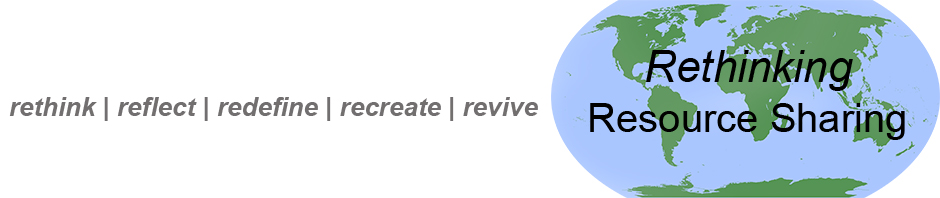 rethink | reflect | redefine | recreate | revive
Rethinking
Resource Sharing